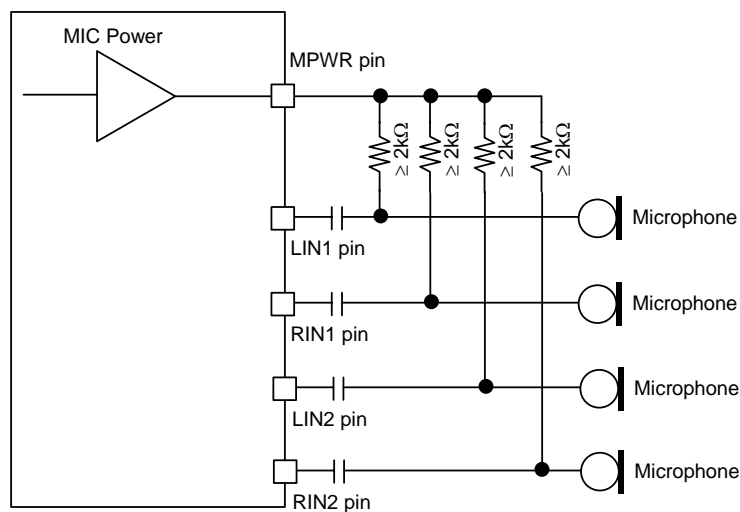 MIC Power
MPWR pin
≥ 2kΩ
≥ 2kΩ
≥ 2kΩ
≥ 2kΩ
LIN1 pin
Microphone
RIN1 pin
Microphone
LIN2 pin
Microphone
RIN2 pin
Microphone